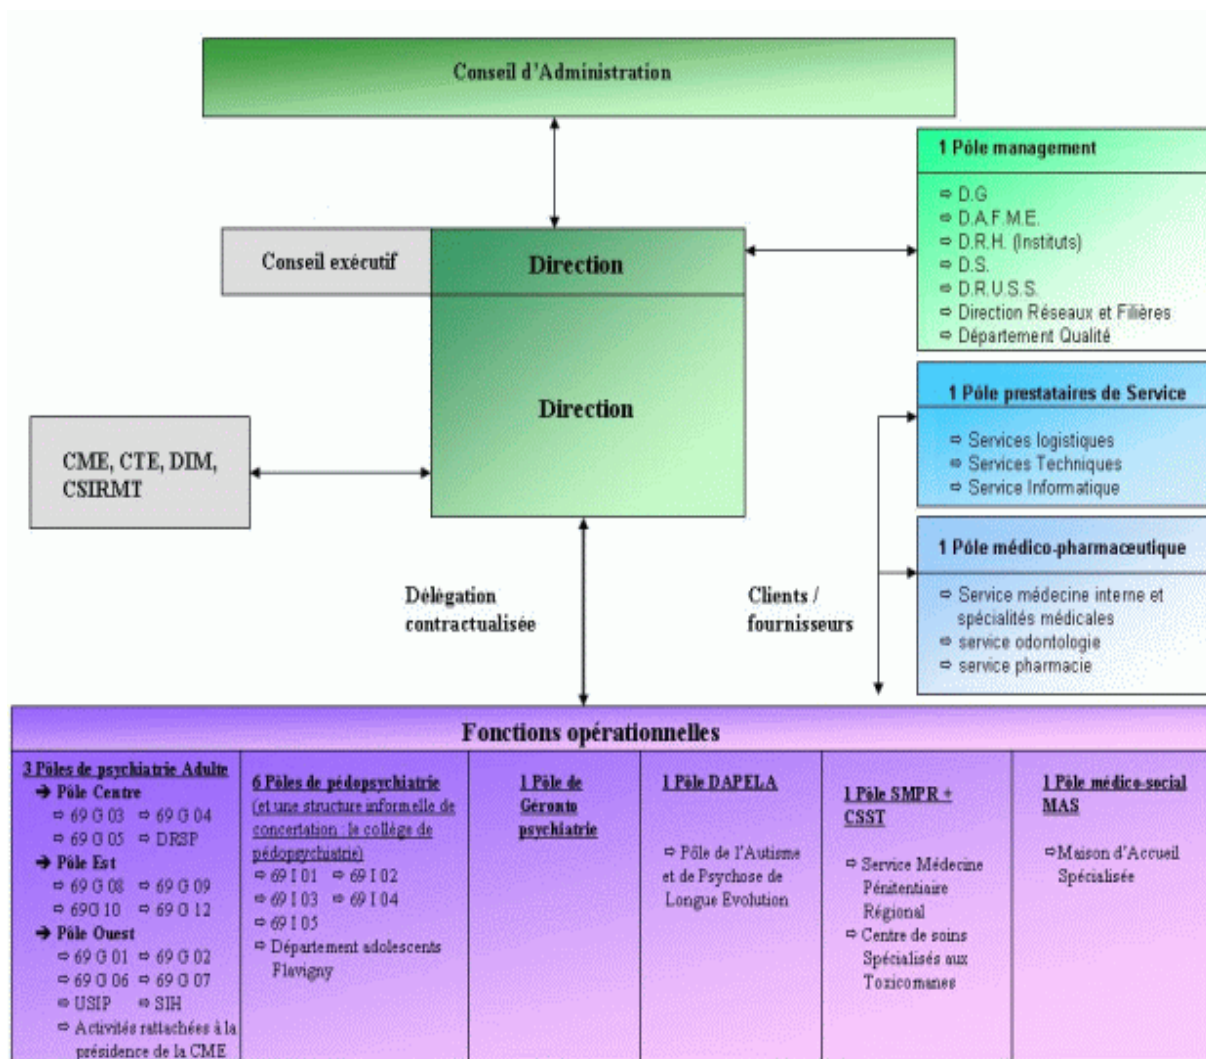 Conseil d'Administration
1 Pôle management
⇨ D.G
⇨ D.A.F.M.E.
⇨ D.R.H. (Instituts)
⇨ D.S.
⇨ D.R.U.S.S.
⇨ Direction Réseaux et Filières
⇨ Département Qualité
Conseil exécutif
Direction
Direction
CME, CTE, DIM,
CSIRMT
1 Pôle prestataires de Service
⇨ Services logistiques
⇨ Services Techniques
⇨ Service Informatique
1 Pôle médico-pharmaceutique
⇨ Service médecine interne et
spécialités médicales
⇨ service odontologie
⇨ service pharmacie
Délégation
contractualisée
Clients /
fournisseurs
Fonctions opérationnelles
3 Pôles de psychiatrie Adulte
➔ Pôle Centre
⇨ 69 G 03 ⇨ 69 G 04
⇨ 69 G 05 ⇨ DRSP
➔ Pôle Est
⇨ 69 G 08 ⇨ 69 G 09
⇨ 69G 10 ⇨ 69 G 12
➔ Pôle Ouest
⇨ 69 G 01 ⇨ 69 G 02
⇨ 69 G 06 ⇨ 69 G 07
⇨ USIP ⇨ SIH
⇨ Activités rattachées à la
présidence de la CME
6 Pôles de pédopsychiatrie
(et une structure informelle de
concertation : le collège de
pédopsychiatrie)
⇨ 69 I 01 ⇨ 69 I 02
⇨ 69 I 03 ⇨ 69 I 04
⇨ 69 I 05
⇨ Département adolescents
Flavigny
1 Pôle de
Géronto
psychiatrie
1 Pôle DAPELA
⇨ Pôle de l'Autisme
et de Psychose de
Longue Evolution
1 Pôle SMPR +
CSST
⇨ Service Médecine
Pénitentiaire
Régional
⇨ Centre de soins
Spécialisés aux
Toxicomanes
1 Pôle médico-social
MAS
⇨ Maison d'Accueil
Spécialisée